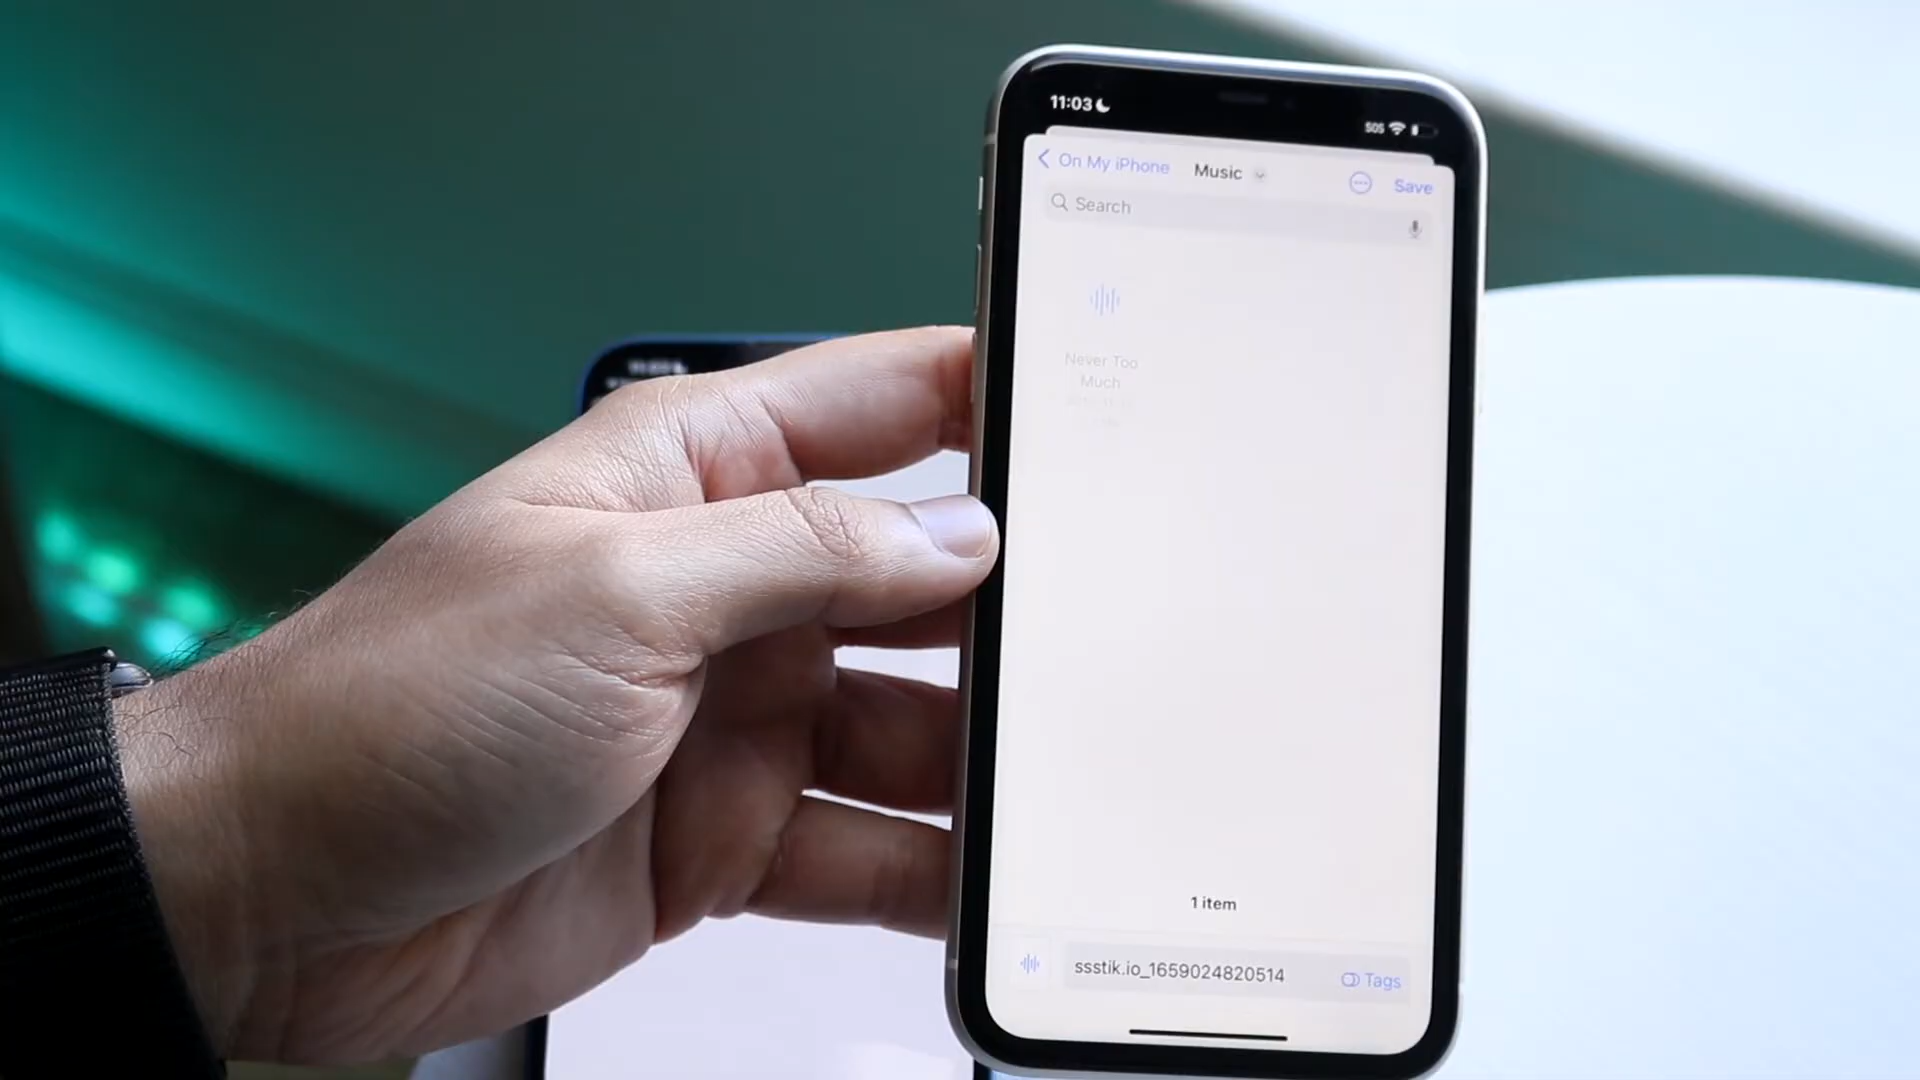 11:03
SOS
On My iPhone
Music
Save
Search
Never Too
Much
1 item
ssstik.io_1659024820514
Tags